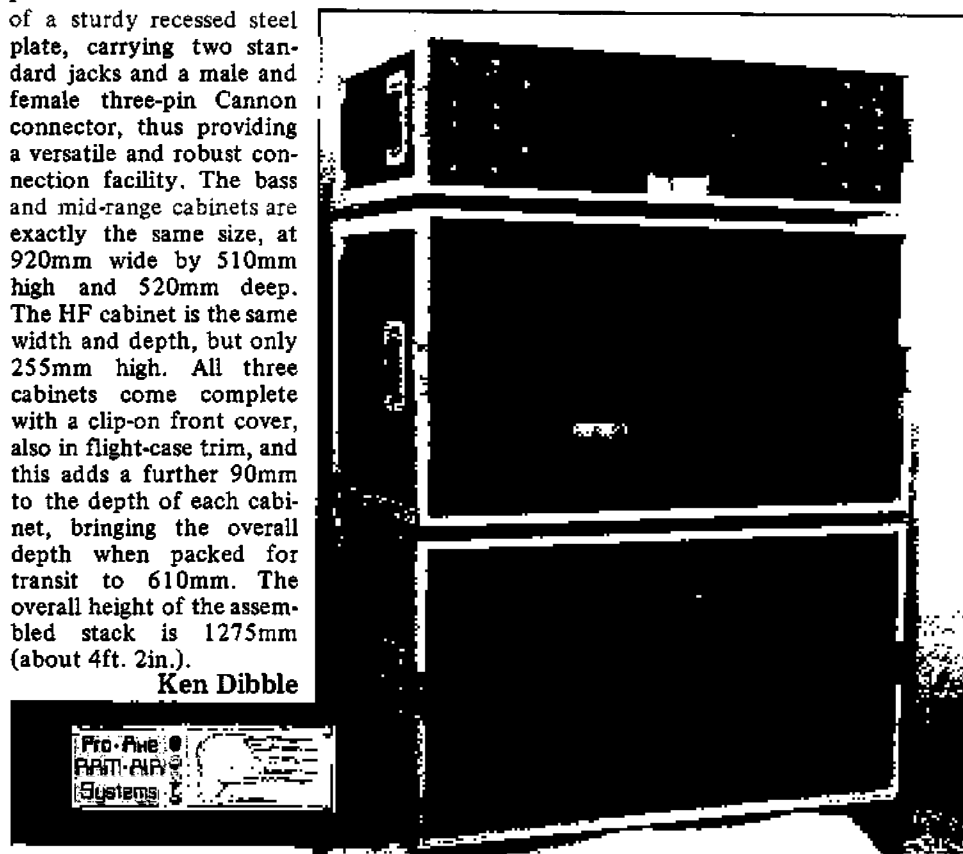 of a sturdy recessed steel
plate, carrying two stan-
dard jacks and a male and
female three-pin Cannon
connector, thus providing
a versatile and robust con-
nection facility. The bass
and mid-range cabinets are
exactly the same size, at
920mm wide by 510mm
high and 520mm deep.
The HF cabinet is the same
width and depth, but only
255mm high. All three
cabinets come complete
with a clip-on front cover,
also in flight-case trim, and
this adds a further 90mm
to the depth of each cabi-
net, bringing the overall
depth when packed for
transit to 610mm. The
overall height of the assem-
bled stack is 1275mm
(about 4ft. 2in.).
Ken Dibble
Pro-Axe
Systems